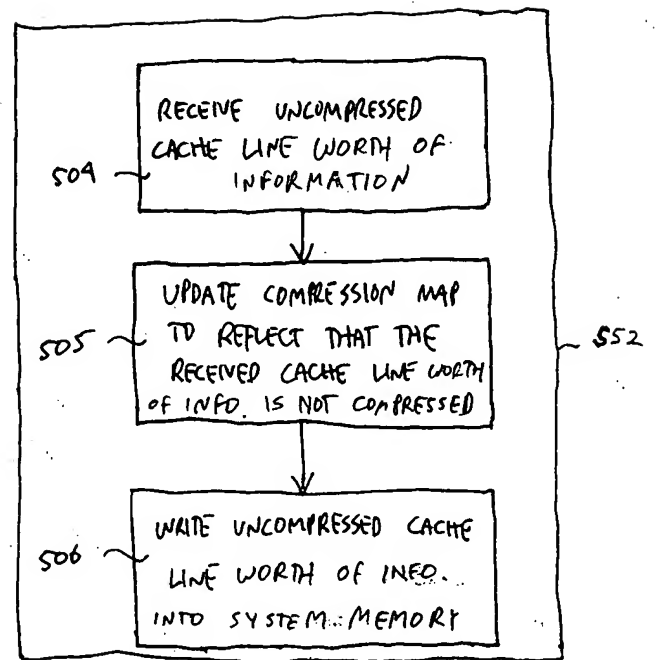 RECEIVE UNCOMPRESSED
CACHE LINE WORTH OF
INFORMATION
504
UPDATE COMPRESSION MAP
TO REFLECT THAT THE
RECEIVED CACHE LINE WORTH
OF INFO. IS NOT COMPRESSED
505
552
WRITE UNCOMPRESSED CACHE
LINE WORTH OF INFO.
INTO SYSTEM MEMORY
506